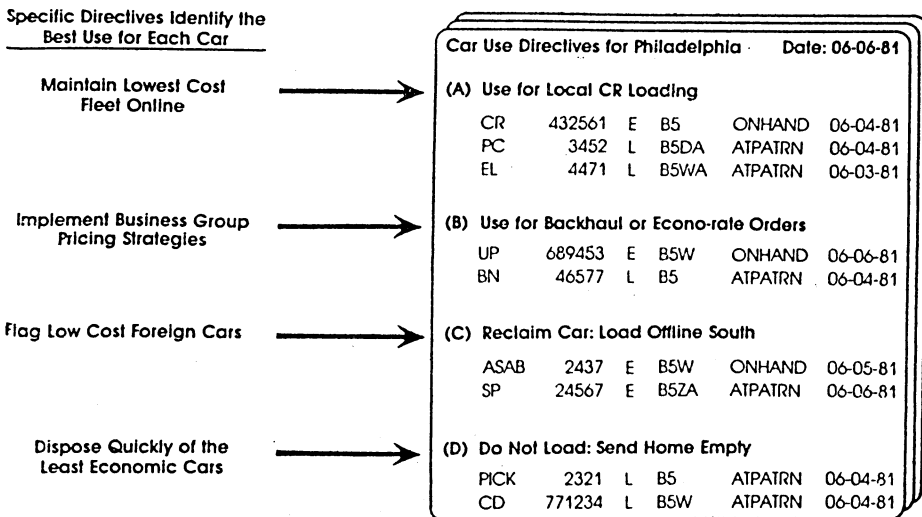 Specific Directives Identify the
Best Use for Each Car
Maintain Lowest Cost
Fleet Online
Implement Business Group
Pricing Strategies
Flag Low Cost Foreign Cars
Dispose Quickly of the
Least Economic Cars
Car Use Directives for Philadelphia Date: 06-06-81
(A) Use for Local CR Loading
CR 432561 E B5 ONHAND 06-04-81
PC 3452 L B5DA ATPATRN 06-04-81
EL 4471 L B5WA ATPATRN 06-03-81
(B) Use for Backhaul or Econo-rate Orders
UP 689453 E B5W ONHAND 06-06-81
BN 46577 L B5 ATPATRN 06-04-81
(C) Reclaim Car: Load Offline South
ASAB 2437 E B5W ONHAND 06-05-81
SP 24567 E B5ZA ATPATRN 06-06-81
(D) Do Not Load: Send Home Empty
PICK 2321 L B5 ATPATRN 06-04-81
CD 771234 L B5W ATPATRN 06-04-81